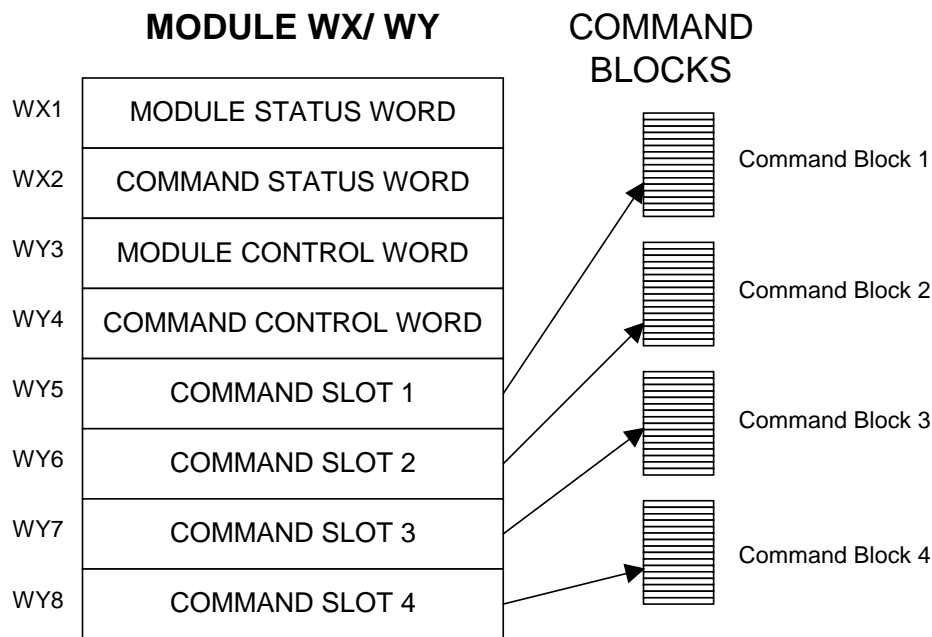 MODULE WX/ WY
COMMAND
BLOCKS
WX1
MODULE STATUS WORD
WX2
COMMAND STATUS WORD
WY3
MODULE CONTROL WORD
WY4
COMMAND CONTROL WORD
WY5
COMMAND SLOT 1
WY6
COMMAND SLOT 2
WY7
COMMAND SLOT 3
WY8
COMMAND SLOT 4
Command Block 1
Command Block 2
Command Block 3
Command Block 4